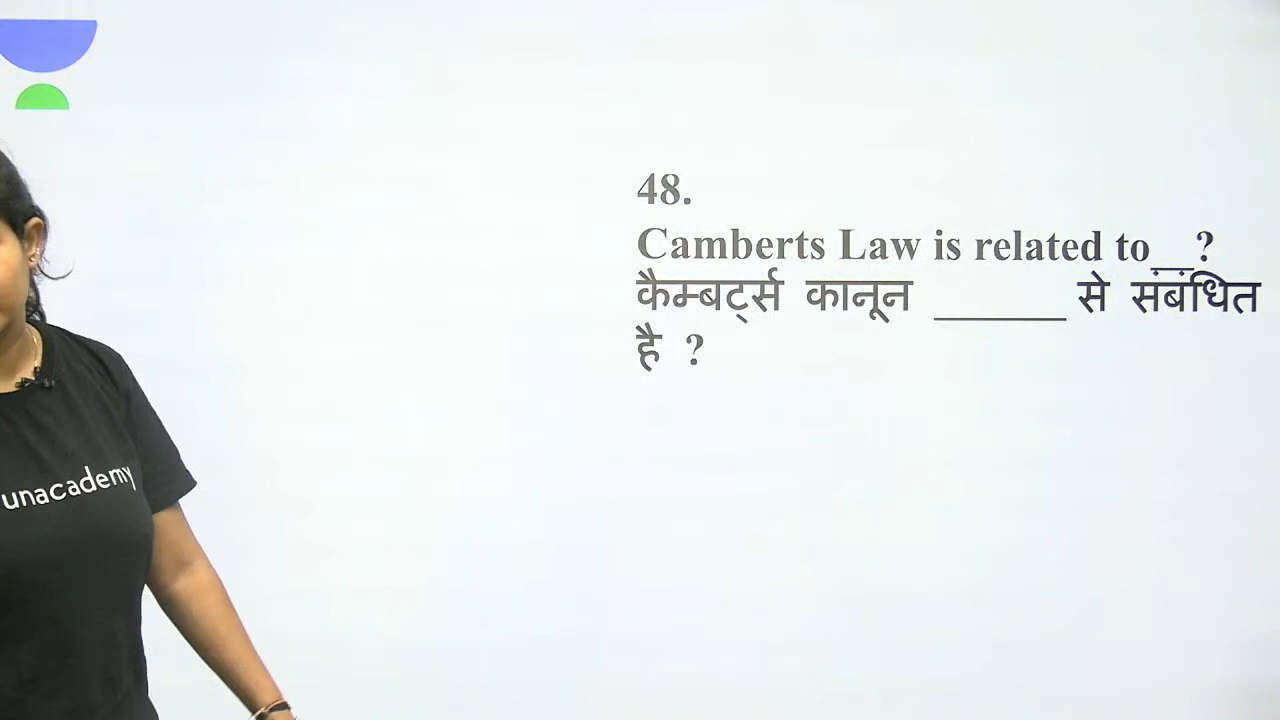 48.
Camberts Law is related to__?
कैम्बर्ट्स कानून ______ से संबंधित
है ?
unacademy